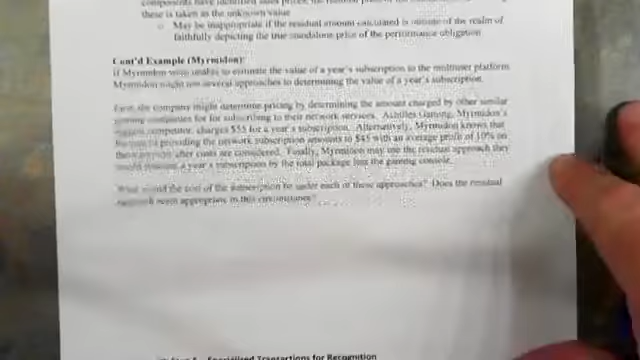 components have identified sales prices, the residual
these is taken as the unknown value
o May be inappropriate if the residual amount calculated is outside of the realm of
faithfully depicting the true standalone price of the performance obligation
Cont'd Example (Myrmidon):
If Myrmidon were unable to estimate the value of a year's subscription to the multiuser platform
Myrmidon might use several approaches to determining the value of a year's subscription.
First, the company might determine pricing by determining the amount charged by other similar
gaming companies for for subscribing to their network services. Achilles Gaming, Myrmidon's
competitor, charges $55 for a year's subscription. Alternatively, Myrmidon knows that
providing the network subscription amounts to $45 with an average profit of 10% on
after costs are considered. Finally, Myrmidon may use the residual approach they
would a year's subscriptions by the total package less the gaming console.
What would the cost of the subscription be under each of these approaches? Does the residual
approach seem appropriate in this circumstance?
Specialised Transactions for Recognition